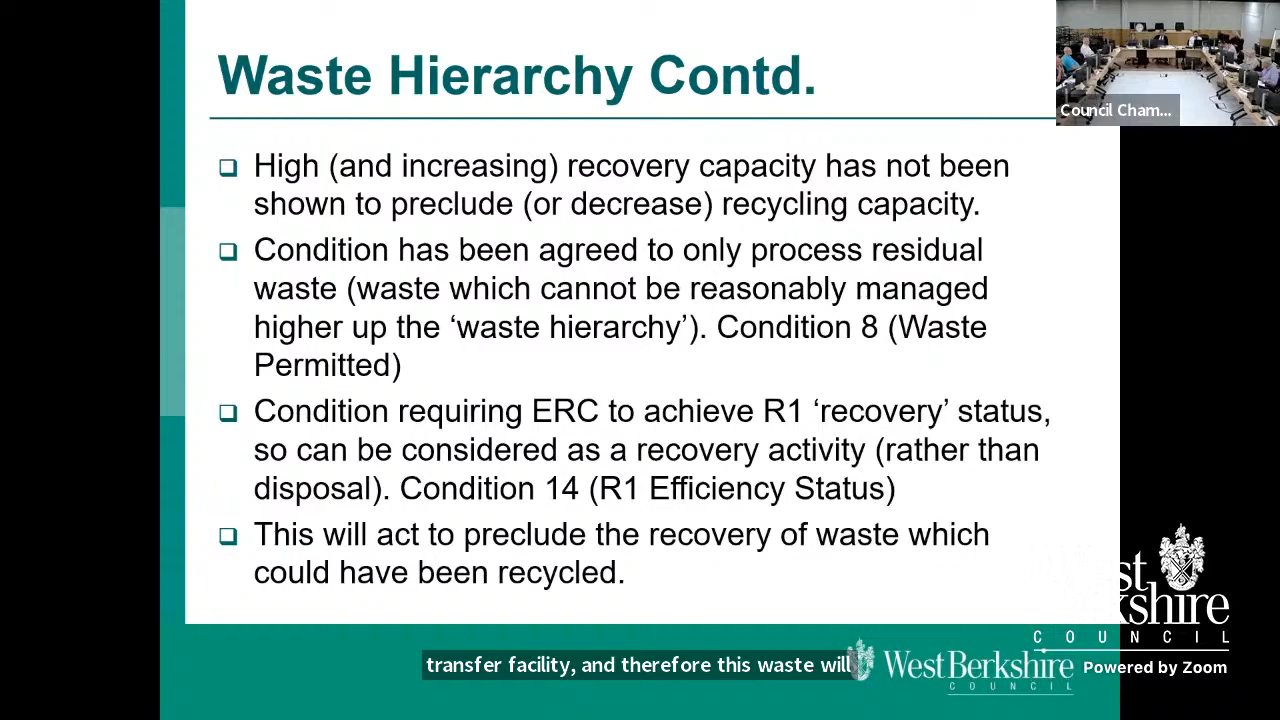 Waste Hierarchy Contd.
Council Cham...
High (and increasing) recovery capacity has not been
shown to preclude (or decrease) recycling capacity.
Condition has been agreed to only process residual
waste (waste which cannot be reasonably managed
higher up the ‘waste hierarchy’). Condition 8 (Waste
Permitted)
Condition requiring ERC to achieve R1 ‘recovery’ status,
so can be considered as a recovery activity (rather than
disposal). Condition 14 (R1 Efficiency Status)
This will act to preclude the recovery of waste which
could have been recycled.
st
rkshire
COUNCIL
transfer facility, and therefore this waste will
West Berkshire
COUNCIL
Powered by Zoom